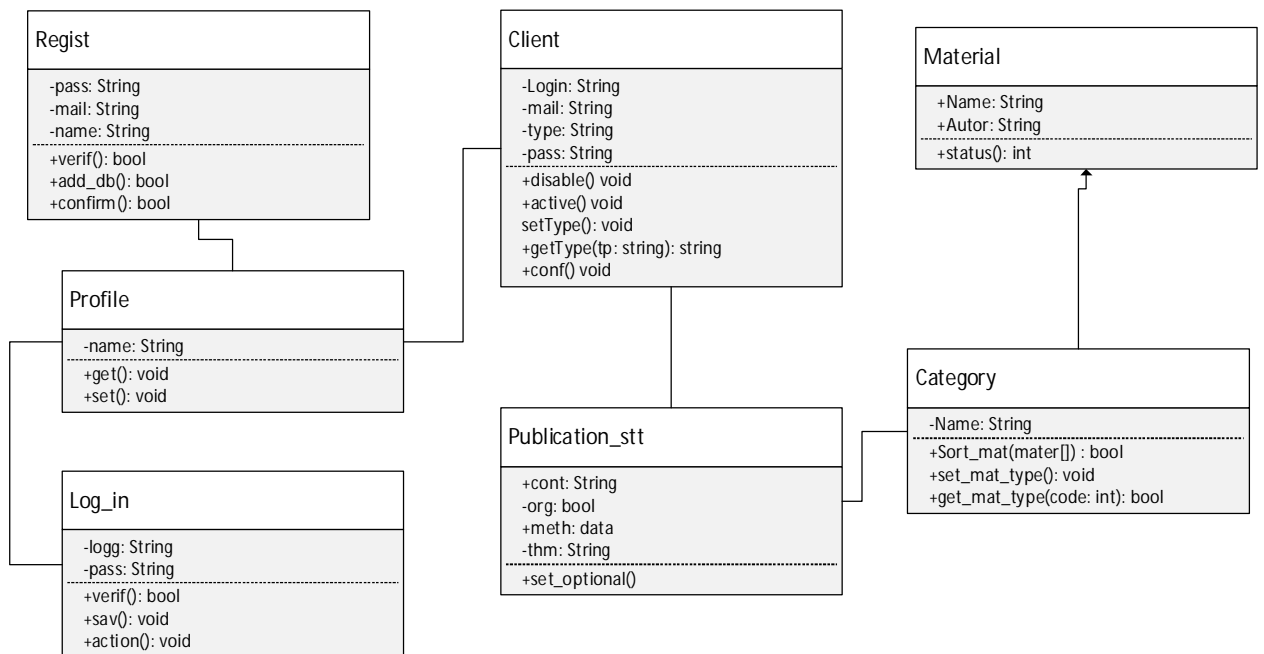 Regist
-pass: String
-mail: String
-name: String
+verif(): bool
+add_db(): bool
+confirm(): bool
Client
-Login: String
-mail: String
-type: String
-pass: String
+disable() void
+active() void
setType(): void
+getType(tp: string): string
+conf() void
Material
+Name: String
+Autor: String
+status(): int
Profile
-name: String
+get(): void
+set(): void
Category
-Name: String
+Sort_mat(mater[]) : bool
+set_mat_type(): void
+get_mat_type(code: int): bool
Publication_stt
+cont: String
-org: bool
+meth: data
-thm: String
+set_optional()
Log_in
-logg: String
-pass: String
+verif(): bool
+sav(): void
+action(): void